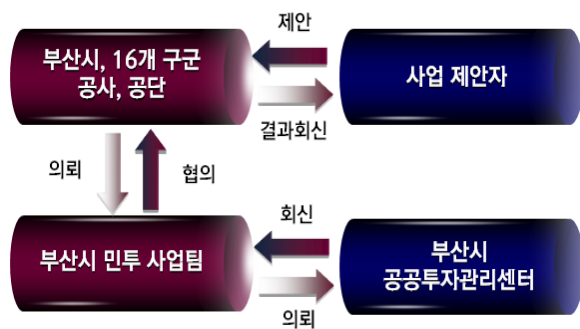 제안
부산시, 16개 구군
공사, 공단
사업 제안자
결과회신
의뢰
협의
회신
부산시 민투 사업팀
부산시
공공투자관리센터
의뢰